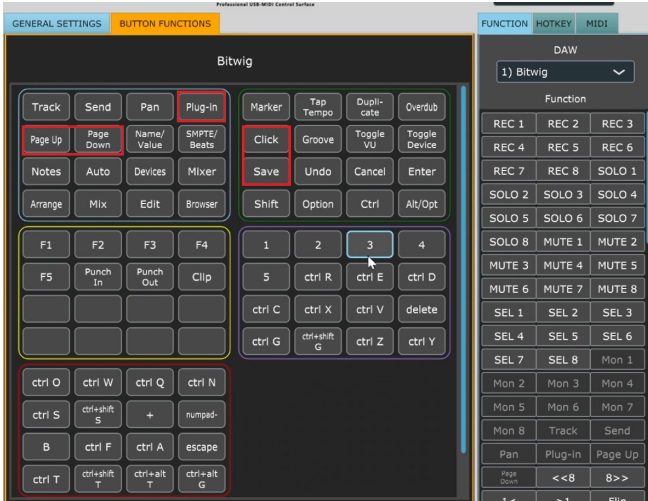 Professional USB-MIDI Control Surface
GENERAL SETTINGS BUTTON FUNCTIONS
Bitwig
Track Send Pan Plug-in
Page Up Page Down Name/ Value SMPTE/ Beats
Notes Auto Devices Mixer
Arrange Mix Edit Browser
Marker Tap Tempo Dupli- cate Overdub
Click Groove Toggle VU Toggle Device
Save Undo Cancel Enter
Shift Option Ctrl Alt/Opt
F1 F2 F3 F4
F5 Punch In Punch Out Clip
1 2 3 4
5 ctrl R ctrl E ctrl D
ctrl C ctrl X ctrl V delete
ctrl G ctrl+shift G ctrl Z ctrl Y
ctrl O ctrl W ctrl Q ctrl N
ctrl S ctrl+shift S + numpad-
B ctrl F ctrl A escape
ctrl T ctrl+shift T ctrl+alt T ctrl+alt G
FUNCTION HOTKEY MIDI
DAW
1) Bitwig
Function
REC 1 REC 2 REC 3
REC 4 REC 5 REC 6
REC 7 REC 8 SOLO 1
SOLO 2 SOLO 3 SOLO 4
SOLO 5 SOLO 6 SOLO 7
SOLO 8 MUTE 1 MUTE 2
MUTE 3 MUTE 4 MUTE 5
MUTE 6 MUTE 7 MUTE 8
SEL 1 SEL 2 SEL 3
SEL 4 SEL 5 SEL 6
SEL 7 SEL 8 Mon 1
Mon 2 Mon 3 Mon 4
Mon 5 Mon 6 Mon 7
Mon 8 Track Send
Pan Plug-in Page Up
Page Down <<8 8>>
1< >1 Flip